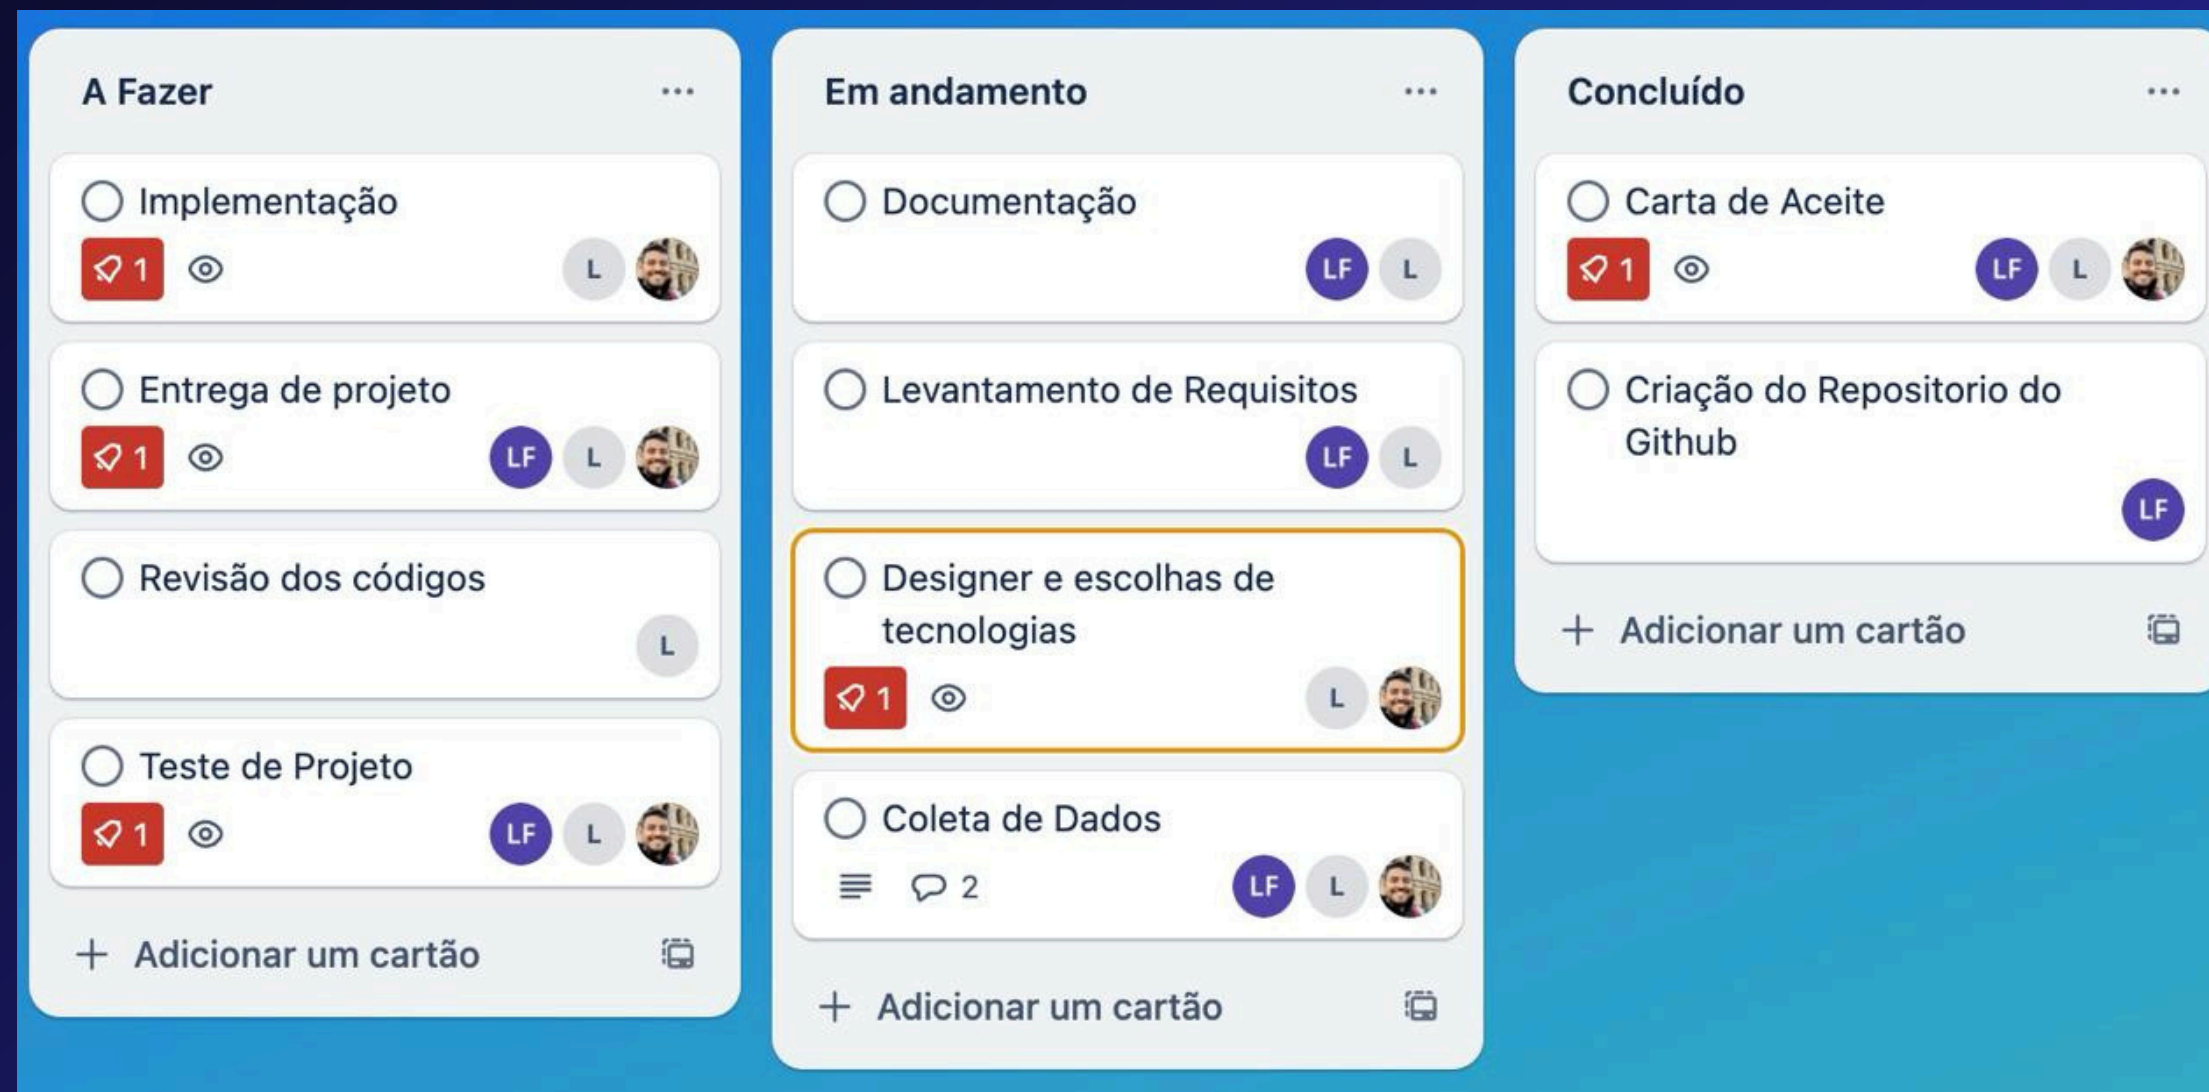 A Fazer
Implementação
1
L
Entrega de projeto
1
LF L
Revisão dos códigos
L
Teste de Projeto
1
LF L
Adicionar um cartão
Em andamento
Documentação
LF L
Levantamento de Requisitos
LF L
Designer e escolhas de
tecnologias
1
L
Coleta de Dados
2
LF L
Adicionar um cartão
Concluído
Carta de Aceite
1
LF L
Criação do Repositorio do
Github
LF
Adicionar um cartão